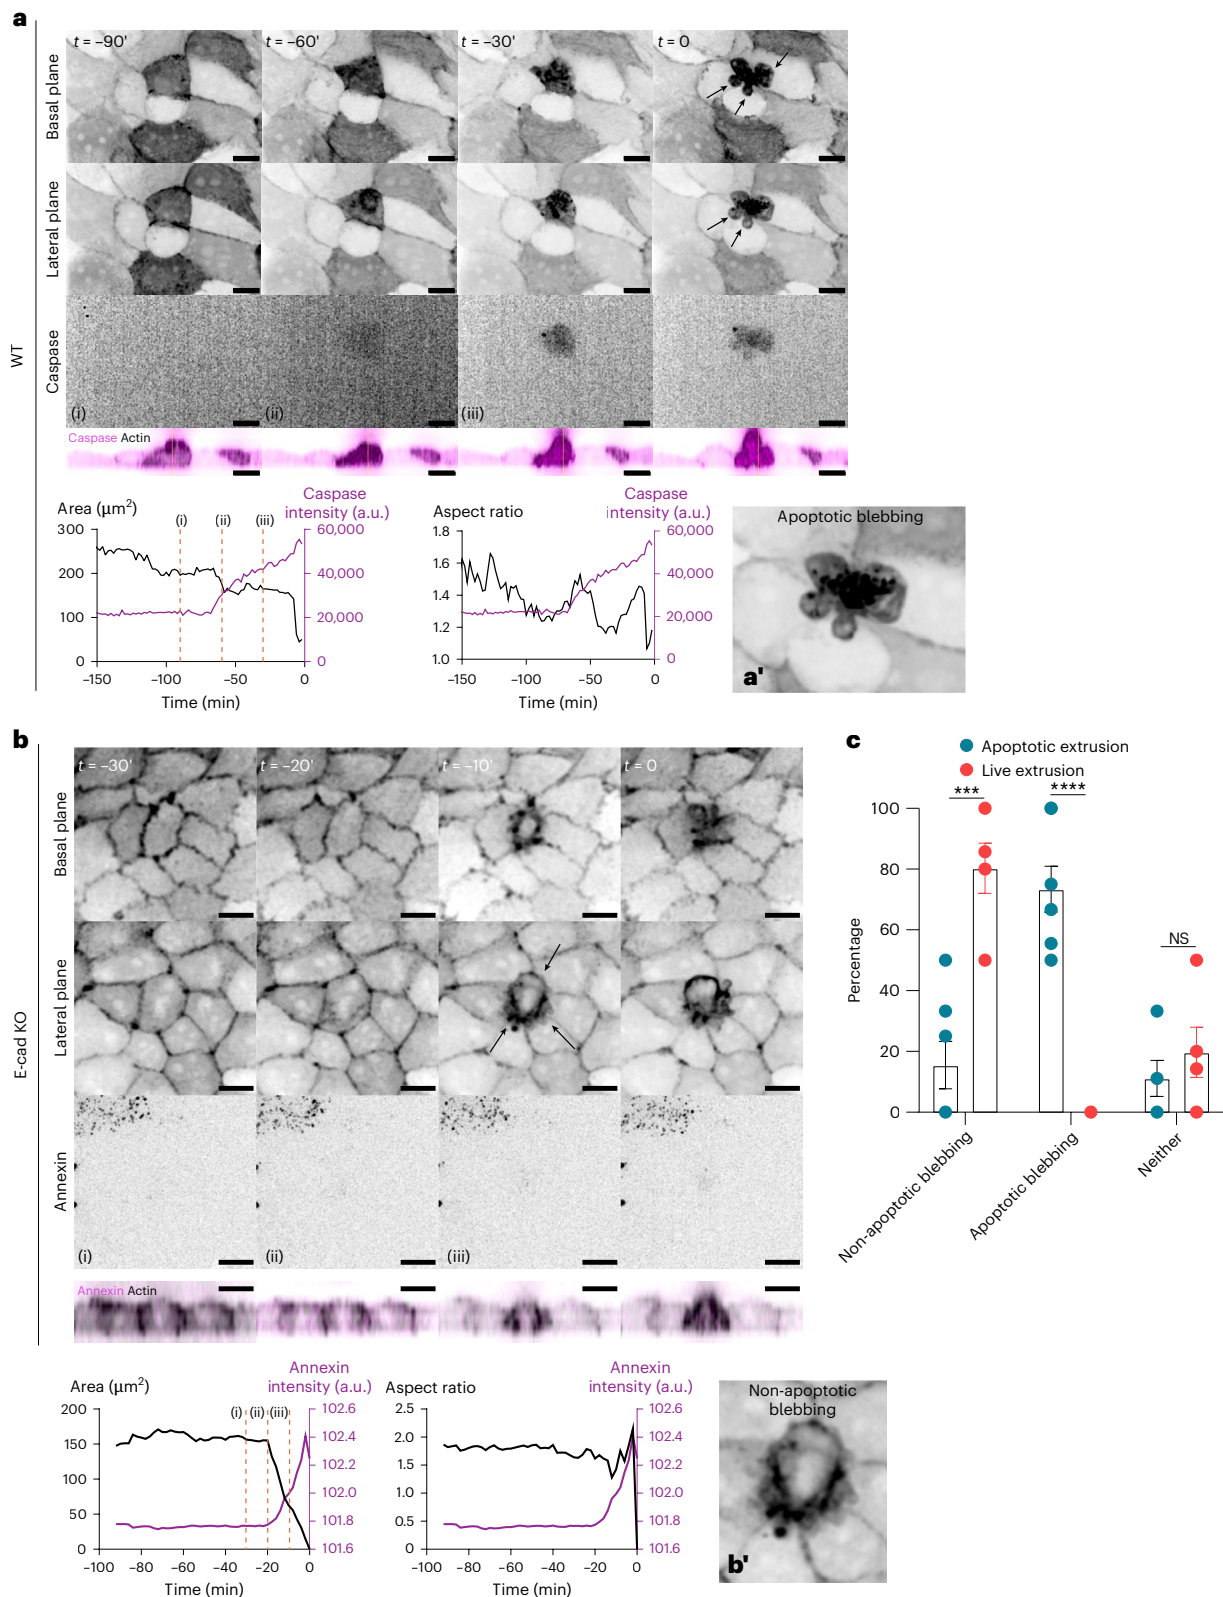 a
t = –90'
t = –60'
t = –30'
t = 0
Basal plane
Lateral plane
Caspase
WT
(i)
(ii)
(iii)
Caspase Actin
Area (µm²)
Caspase
intensity (a.u.)
(i)
(ii)
(iii)
300
200
100
0
60,000
40,000
20,000
0
–150
–100
–50
0
Time (min)
Aspect ratio
Caspase
intensity (a.u.)
1.8
1.6
1.4
1.2
1.0
60,000
40,000
20,000
0
–150
–100
–50
0
Time (min)
Apoptotic blebbing
a'
b
t = –30'
t = –20'
t = –10'
t = 0
Basal plane
Lateral plane
Annexin
E-cad KO
(i)
(ii)
(iii)
Annexin Actin
Area (µm²)
Annexin
intensity (a.u.)
(i)
(ii)
(iii)
200
150
100
50
0
102.6
102.4
102.2
102.0
101.8
101.6
–100
–80
–60
–40
–20
0
Time (min)
Aspect ratio
Annexin
intensity (a.u.)
2.5
2.0
1.5
1.0
0.5
0
102.6
102.4
102.2
102.0
101.8
101.6
–100
–80
–60
–40
–20
0
Time (min)
Non-apoptotic
blebbing
b'
c
Apoptotic extrusion
Live extrusion
***
****
NS
100
80
60
40
20
0
Percentage
Non-apoptotic blebbing
Apoptotic blebbing
Neither